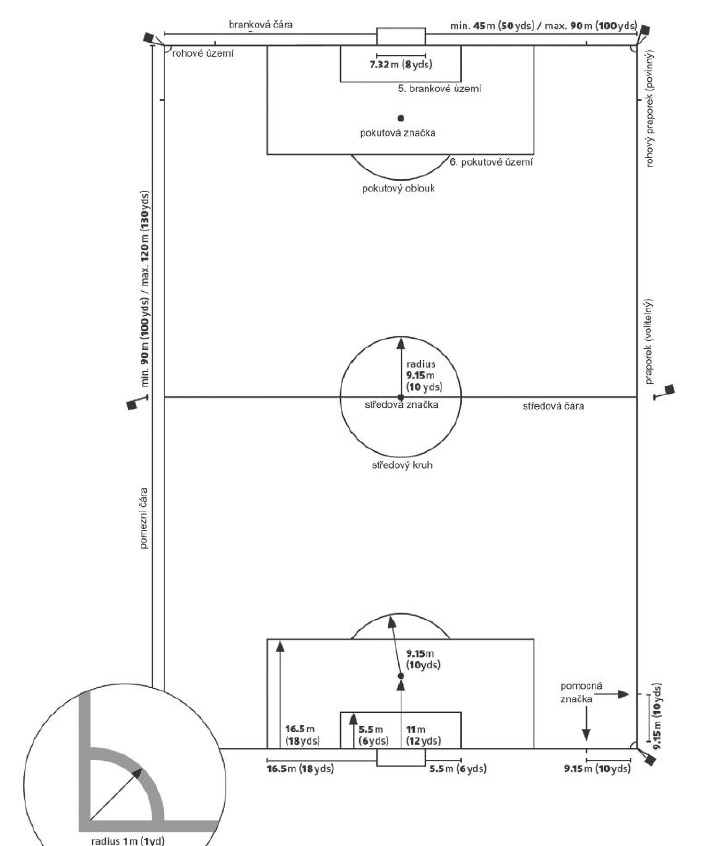 branková čára
min. 45 m (50 yds) / max. 90 m (100 yds)
rohové území
7.32 m (8 yds)
5. brankové území
pokutová značka
6. pokutové území
pokutový oblouk
rohový praporek (povinný)
min. 90 m (100 yds) / max. 120 m (130 yds)
radius
9.15 m
(10 yds)
praporek (volitelný)
středová značka
středová čára
středový kruh
pomezní čára
9.15 m
(10 yds)
pomocná
značka
9.15 m (10 yds)
16.5 m
(18 yds)
5.5 m
(6 yds)
11 m
(12 yds)
16.5 m (18 yds)
5.5 m (6 yds)
9.15 m (10 yds)
radius 1 m (1 yd)